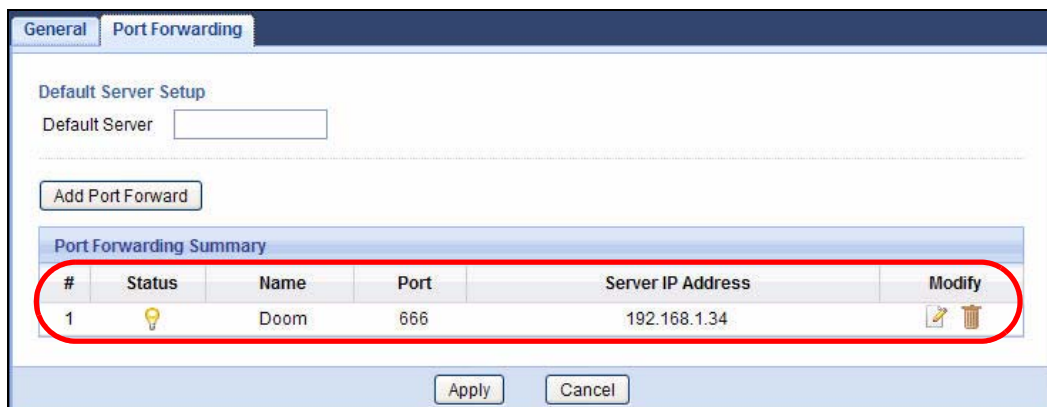 General Port Forwarding
Default Server Setup
Default Server
Add Port Forward
Port Forwarding Summary
# Status Name Port Server IP Address Modify
1 Doom 666 192.168.1.34
Apply Cancel